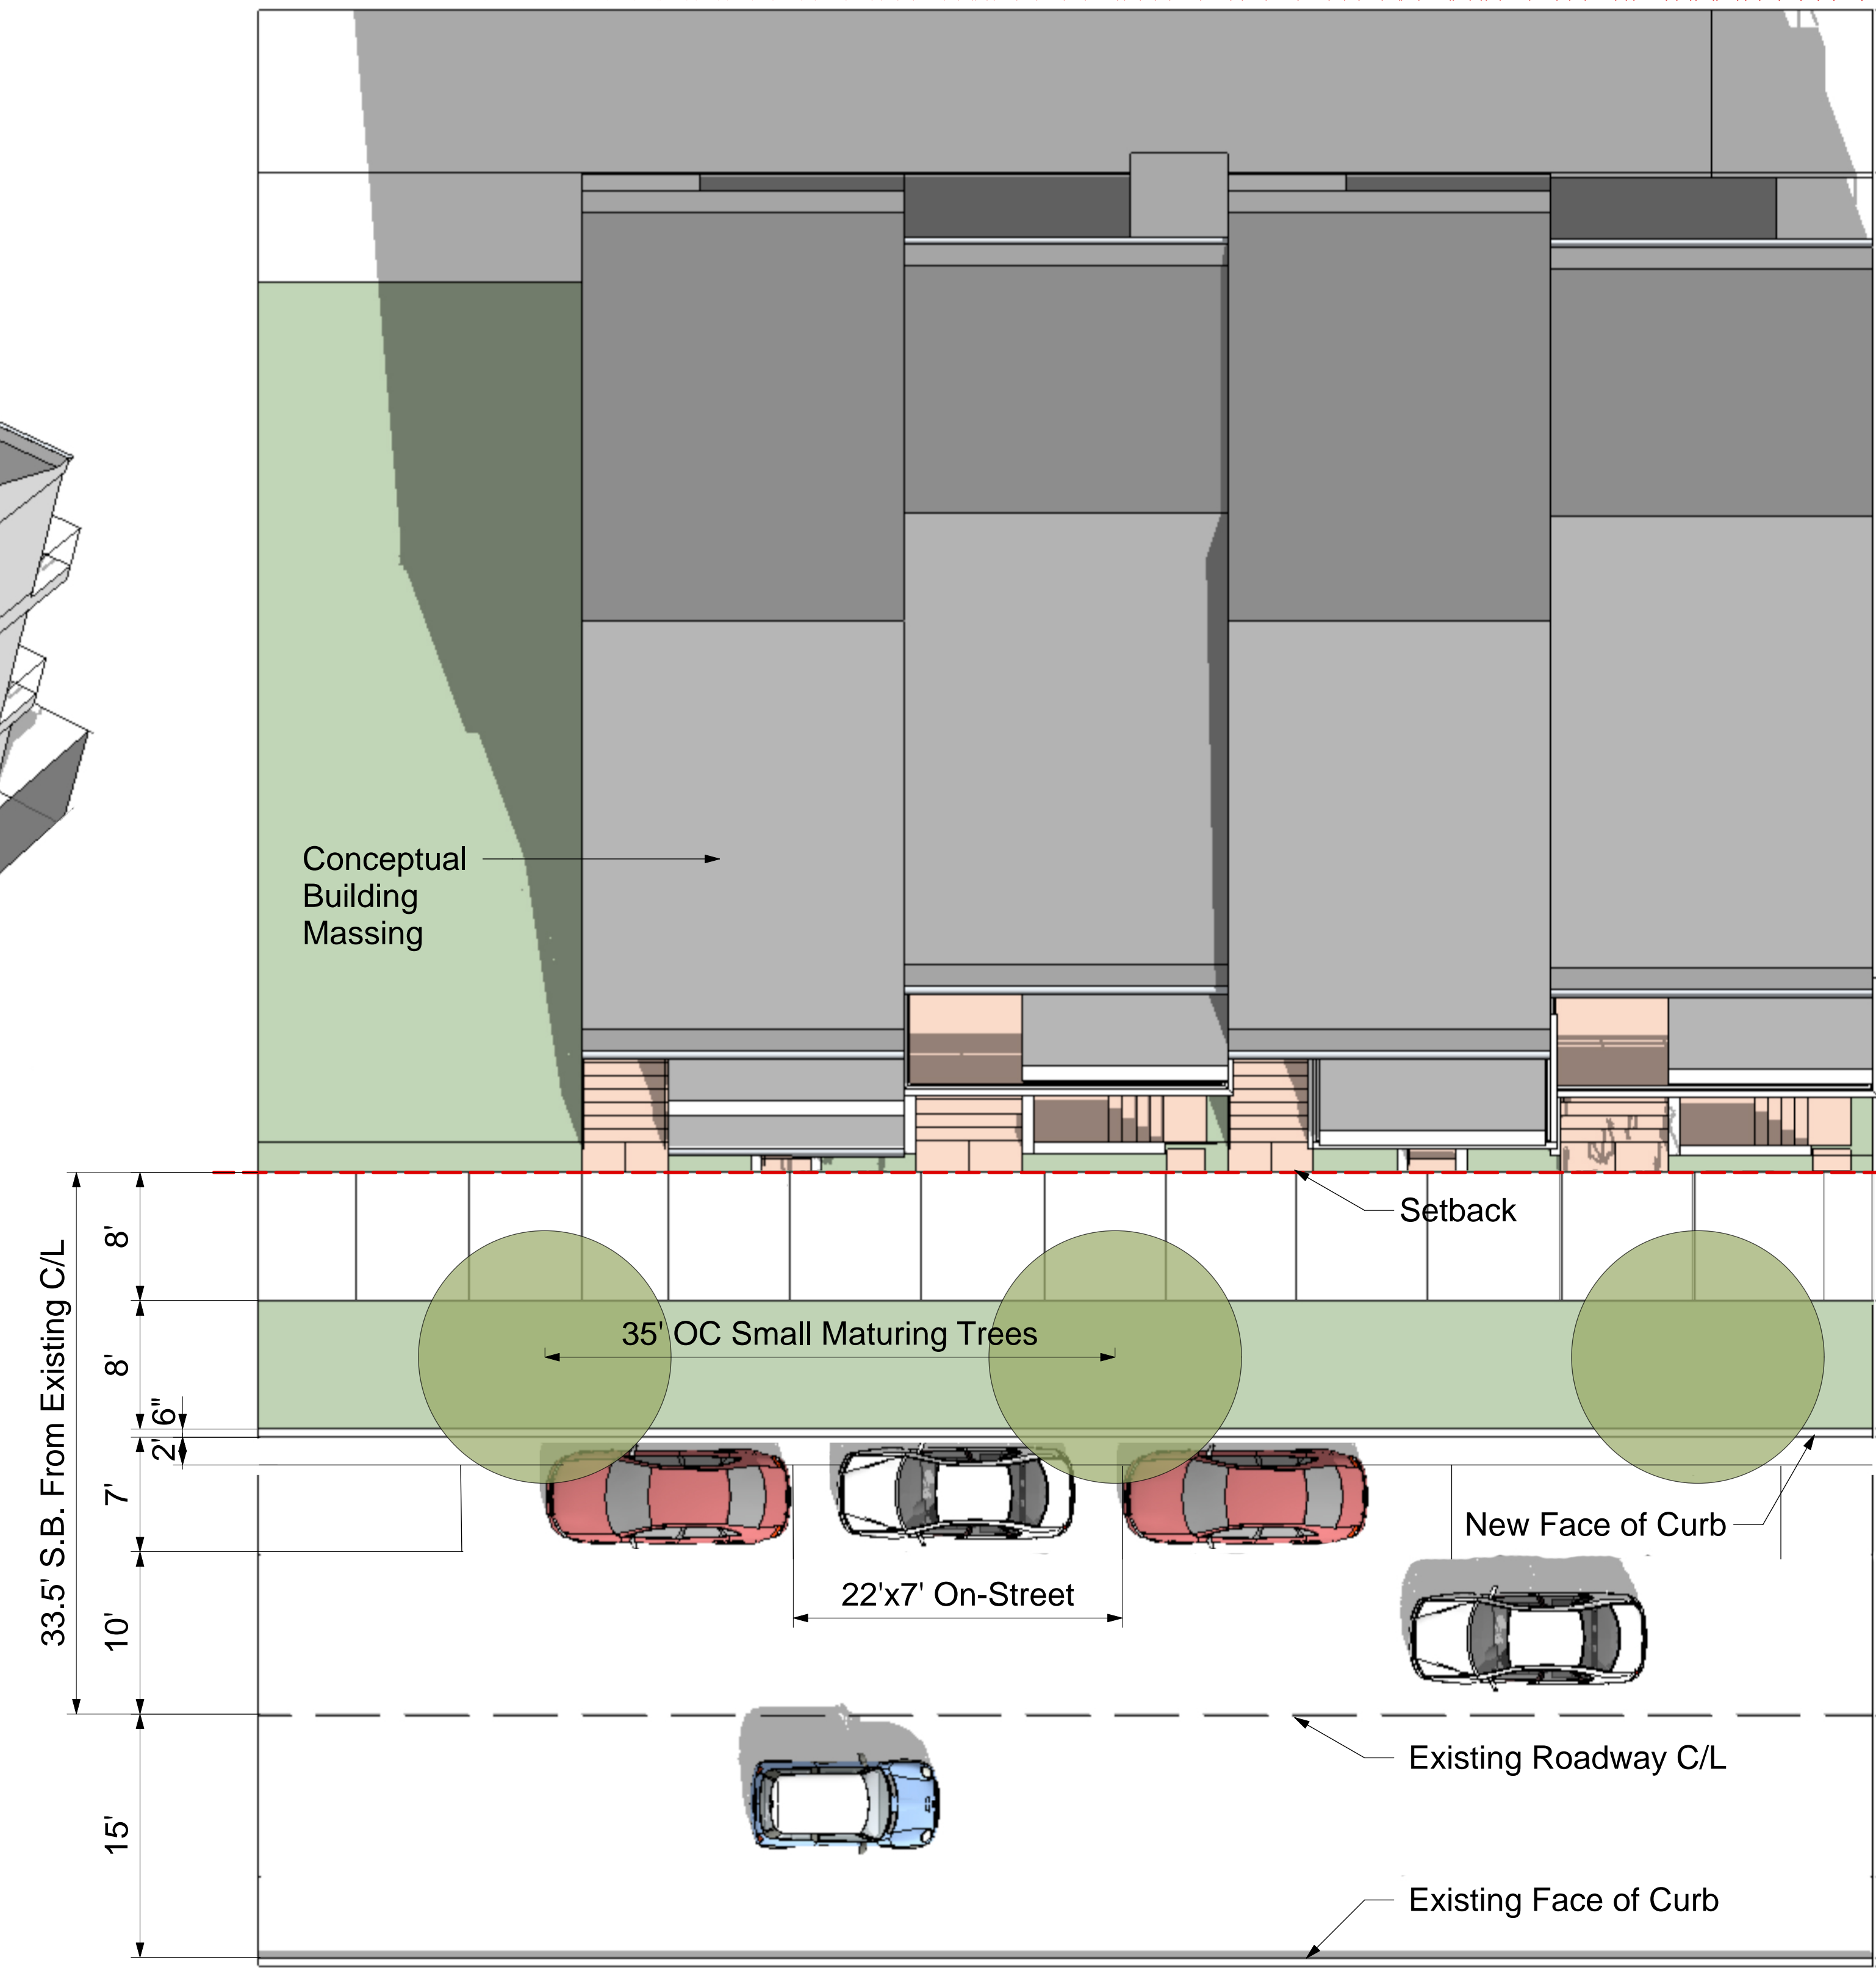 Conceptual
Building
Massing
Setback
33.5' S.B. From Existing C/L
8'
8'
35' OC Small Maturing Trees
2' 6"
7'
New Face of Curb
22'x7' On-Street
10'
Existing Roadway C/L
15'
Existing Face of Curb